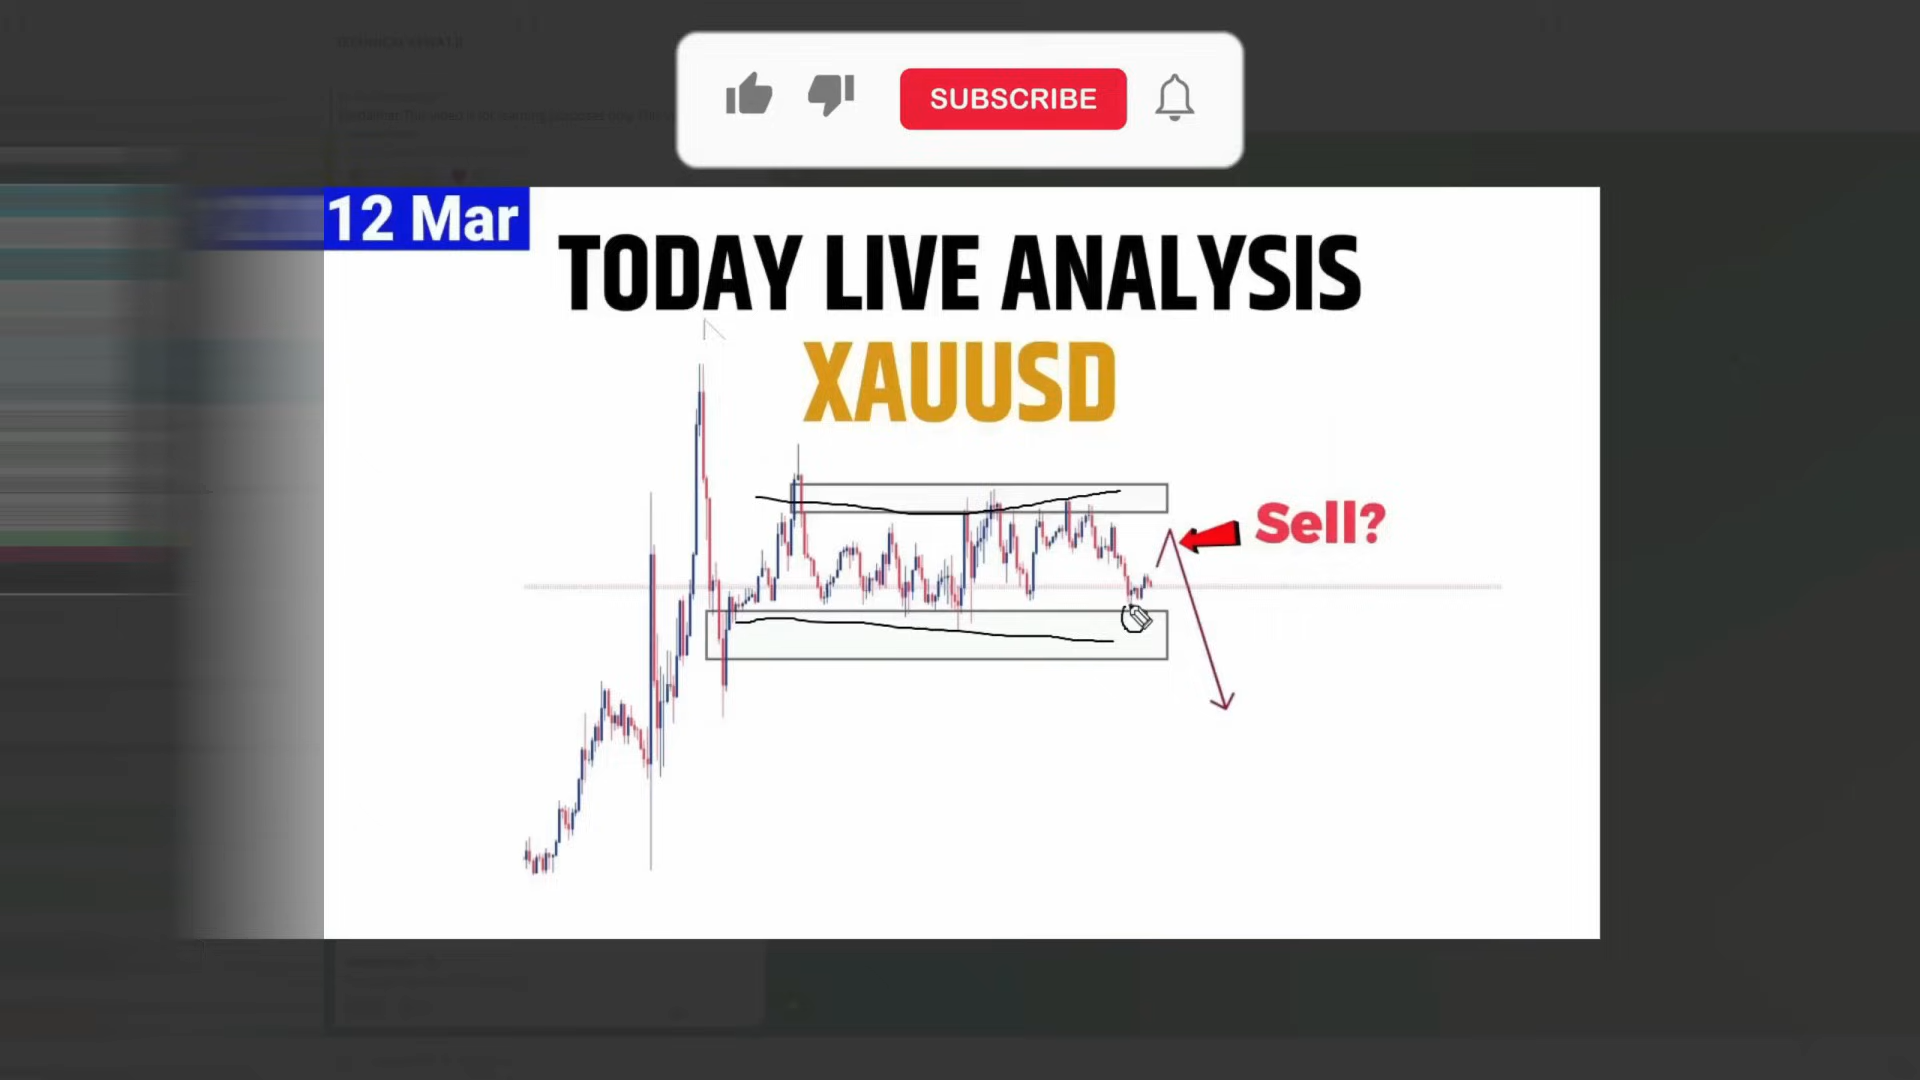 SUBSCRIBE
12 Mar
TODAY LIVE ANALYSIS
XAUUSD
Sell?